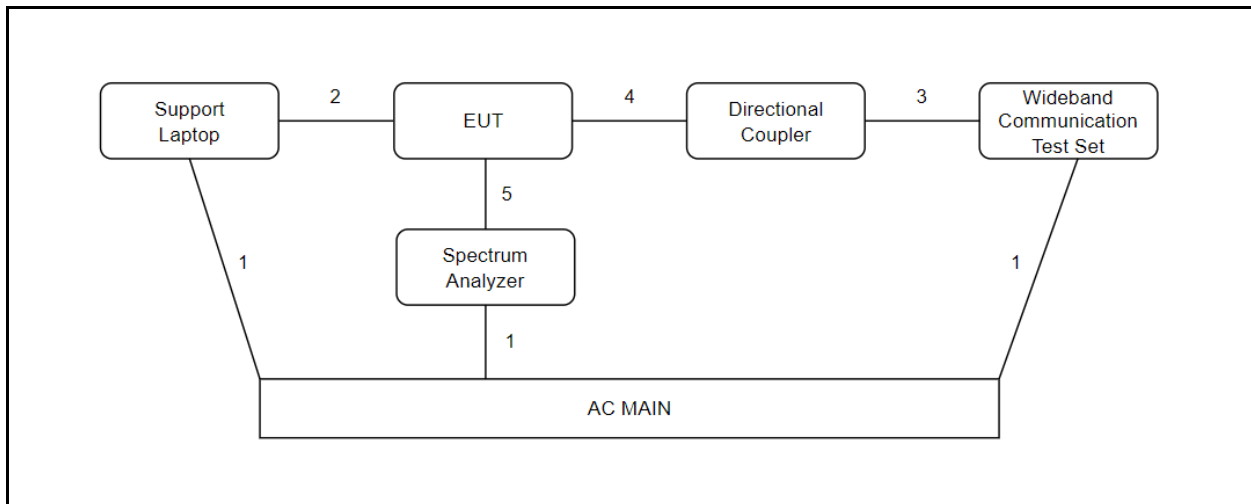 Support
Laptop
2
EUT
4
Directional
Coupler
3
Wideband
Communication
Test Set
5
Spectrum
Analyzer
1
1
1
AC MAIN